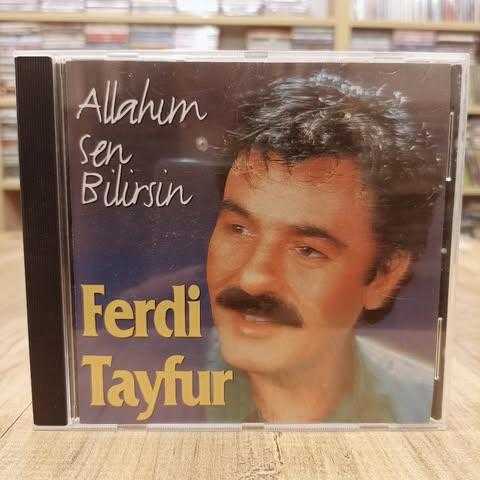 Allahım
Sen
Bilirsin
Ferdi
Tayfur